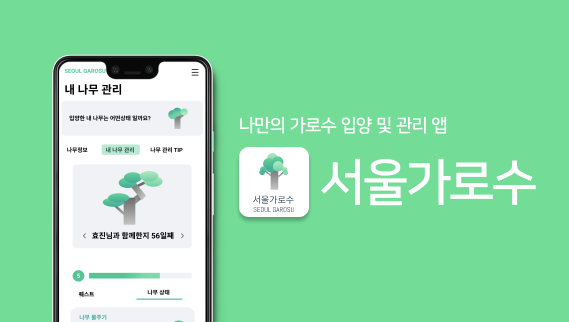 SEOUL GAROSU
내 나무 관리
입양한 내 나무는 어떤상태 일까요?
나무정보 내 나무 관리 나무 관리 TIP
효진님과 함께한지 56일째
5
퀘스트 나무 상태
나무 물주기
나만의 가로수 입양 및 관리 앱
서울가로수
서울가로수
SEOUL GAROSU